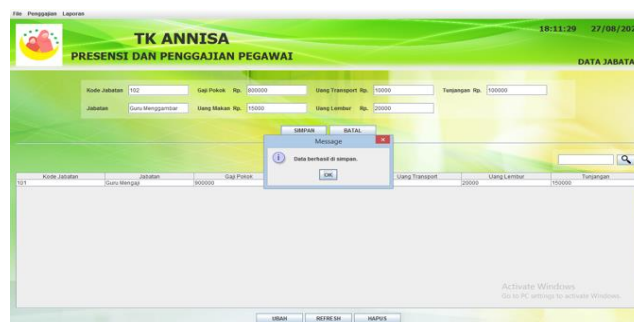 File Penggajian Laporan
18:11:29 27/08/202
TK ANNISA
PRESENSI DAN PENGGAJIAN PEGAWAI
DATA JABATA
Kode Jabatan 102 Gaji Pokok Rp. 800000 Uang Transport Rp. 10000 Tunjangan Rp. 100000
Jabatan Guru Menggambar Uang Makan Rp. 15000 Uang Lembur Rp. 20000
SIMPAN BATAL
Message
Data berhasil di simpan.
OK
Kode Jabatan Jabatan Gaji Pokok Uang Transport Uang Lembur Tunjangan
101 Guru Mengaji 900000 20000 150000
Activate Windows
Go to PC settings to activate Windows.
UBAH REFRESH HAPUS